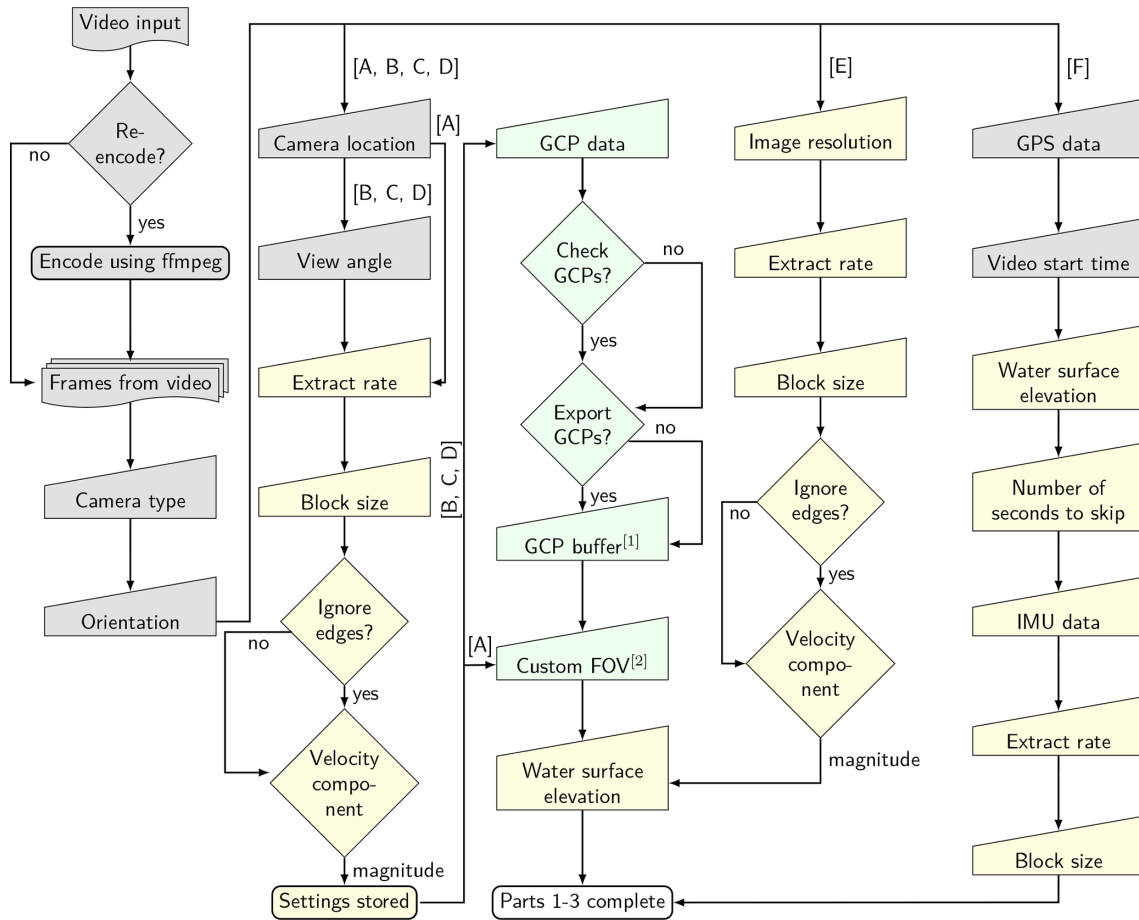 Video input
Re-
encode?
no
yes
Encode using ffmpeg
Frames from video
Camera type
Orientation
[A, B, C, D]
Camera location
[A]
[B, C, D]
View angle
Extract rate
Block size
Ignore
edges?
no
yes
Velocity
compo-
nent
magnitude
Settings stored
[B, C, D]
[A]
GCP data
Check
GCPs?
no
yes
Export
GCPs?
no
yes
GCP buffer[1]
Custom FOV[2]
Water surface
elevation
Parts 1-3 complete
[E]
Image resolution
Extract rate
Block size
Ignore
edges?
no
yes
Velocity
compo-
nent
magnitude
[F]
GPS data
Video start time
Water surface
elevation
Number of
seconds to skip
IMU data
Extract rate
Block size